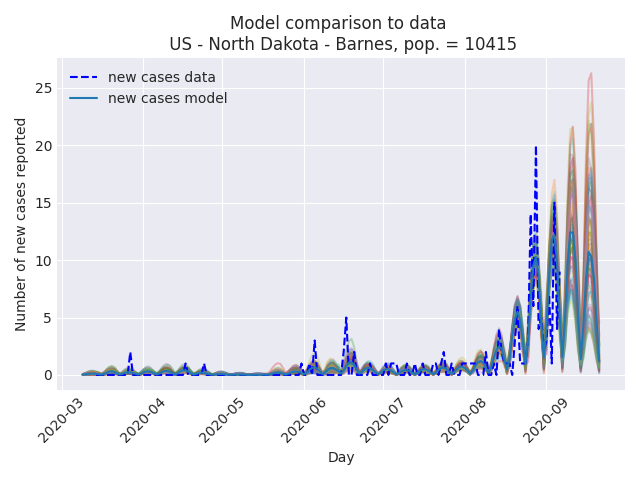 Model comparison to data
US - North Dakota - Barnes, pop. = 10415
new cases data
new cases model
Number of new cases reported
25
20
15
10
5
0
2020-03
2020-04
2020-05
2020-06
2020-07
2020-08
2020-09
Day